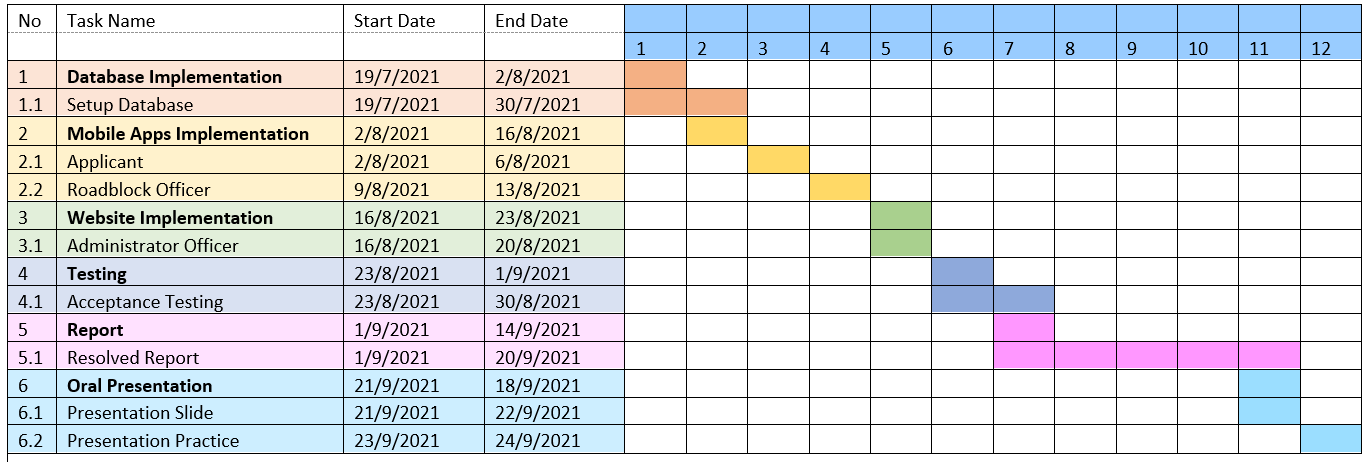 No Task Name Start Date End Date
1 2 3 4 5 6 7 8 9 10 11 12
1 Database Implementation 19/7/2021 2/8/2021
1.1 Setup Database 19/7/2021 30/7/2021
2 Mobile Apps Implementation 2/8/2021 16/8/2021
2.1 Applicant 2/8/2021 6/8/2021
2.2 Roadblock Officer 9/8/2021 13/8/2021
3 Website Implementation 16/8/2021 23/8/2021
3.1 Administrator Officer 16/8/2021 20/8/2021
4 Testing 23/8/2021 1/9/2021
4.1 Acceptance Testing 23/8/2021 30/8/2021
5 Report 1/9/2021 14/9/2021
5.1 Resolved Report 1/9/2021 20/9/2021
6 Oral Presentation 21/9/2021 18/9/2021
6.1 Presentation Slide 21/9/2021 22/9/2021
6.2 Presentation Practice 23/9/2021 24/9/2021